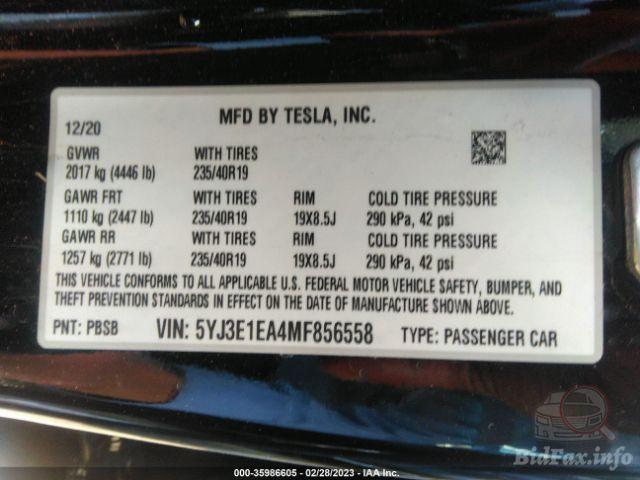 MFD BY TESLA, INC.
12/20
GVWR WITH TIRES
2017 kg (4446 lb) 235/40R19
GAWR FRT WITH TIRES RIM COLD TIRE PRESSURE
1110 kg (2447 lb) 235/40R19 19X8.5J 290 kPa, 42 psi
GAWR RR WITH TIRES RIM COLD TIRE PRESSURE
1257 kg (2771 lb) 235/40R19 19X8.5J 290 kPa, 42 psi
THIS VEHICLE CONFORMS TO ALL APPLICABLE U.S. FEDERAL MOTOR VEHICLE SAFETY, BUMPER, AND
THEFT PREVENTION STANDARDS IN EFFECT ON THE DATE OF MANUFACTURE SHOWN ABOVE.
PNT: PBSB VIN: 5YJ3E1EA4MF856558 TYPE: PASSENGER CAR
BidFax.info
000-35986605 - 02/28/2023 - IAA Inc.